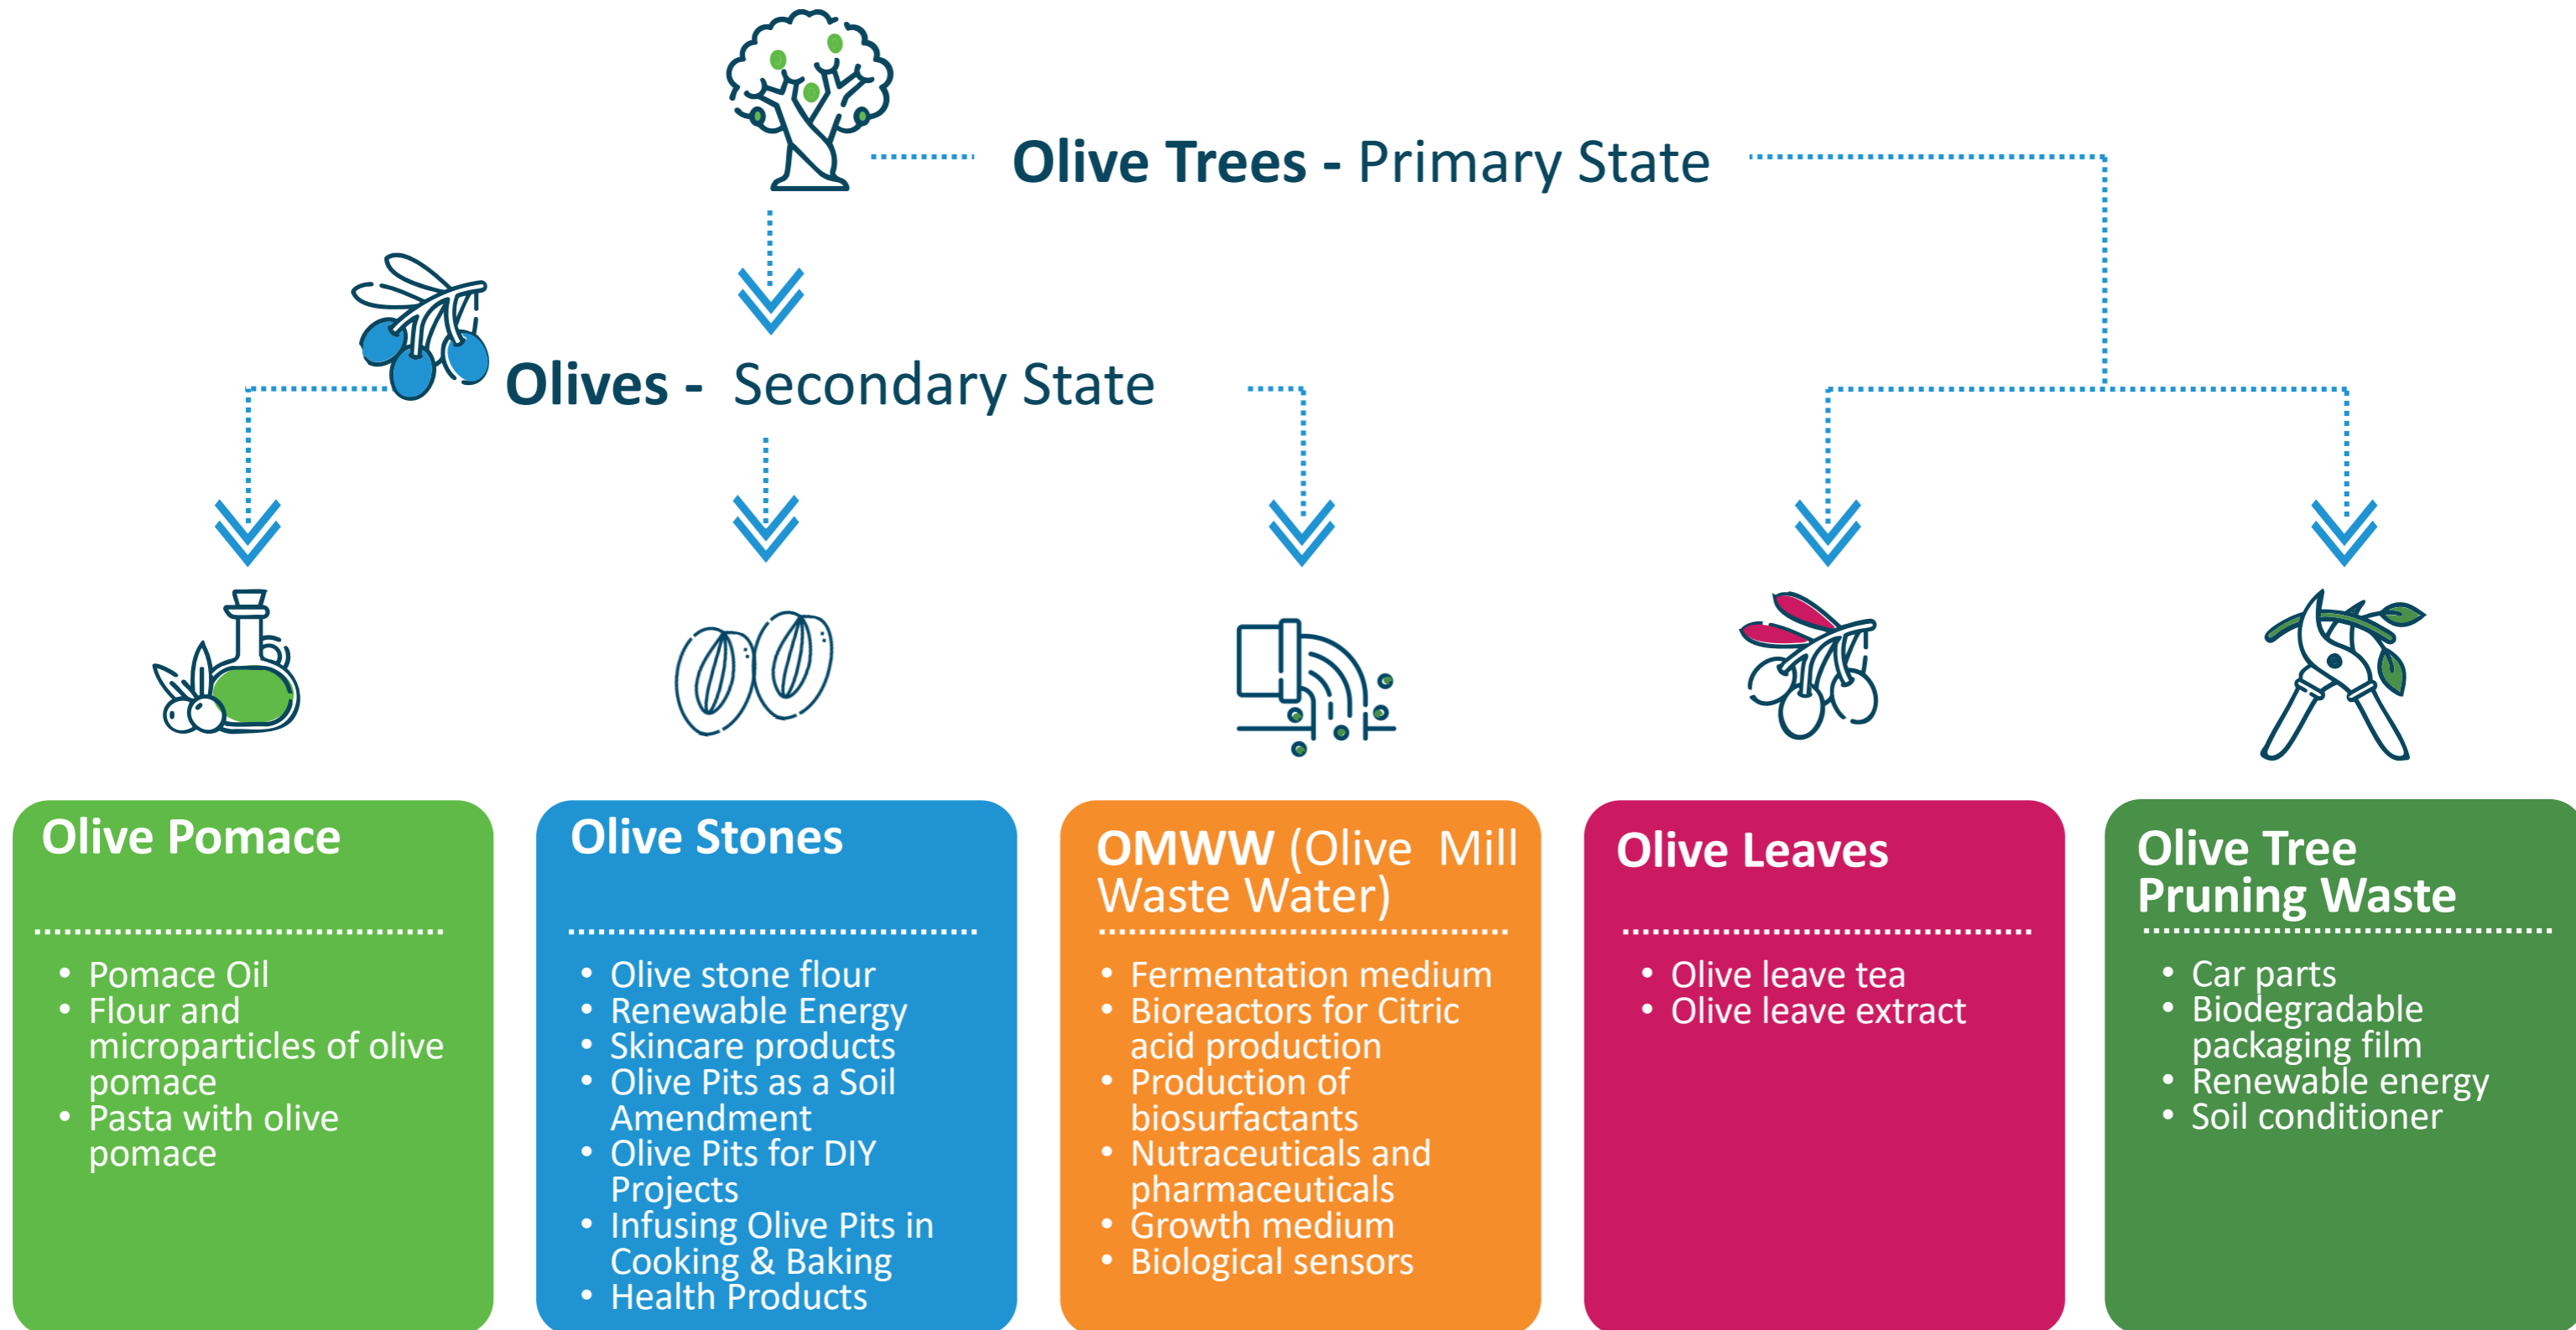 Olive Trees - Primary State
Olives - Secondary State
Olive Pomace
• Pomace Oil
• Flour and
microparticles of olive
pomace
• Pasta with olive
pomace
Olive Stones
• Olive stone flour
• Renewable Energy
• Skincare products
• Olive Pits as a Soil
Amendment
• Olive Pits for DIY
Projects
• Infusing Olive Pits in
Cooking & Baking
• Health Products
OMWW (Olive Mill
Waste Water)
• Fermentation medium
• Bioreactors for Citric
acid production
• Production of
biosurfactants
• Nutraceuticals and
pharmaceuticals
• Growth medium
• Biological sensors
Olive Leaves
• Olive leave tea
• Olive leave extract
Olive Tree
Pruning Waste
• Car parts
• Biodegradable
packaging film
• Renewable energy
• Soil conditioner